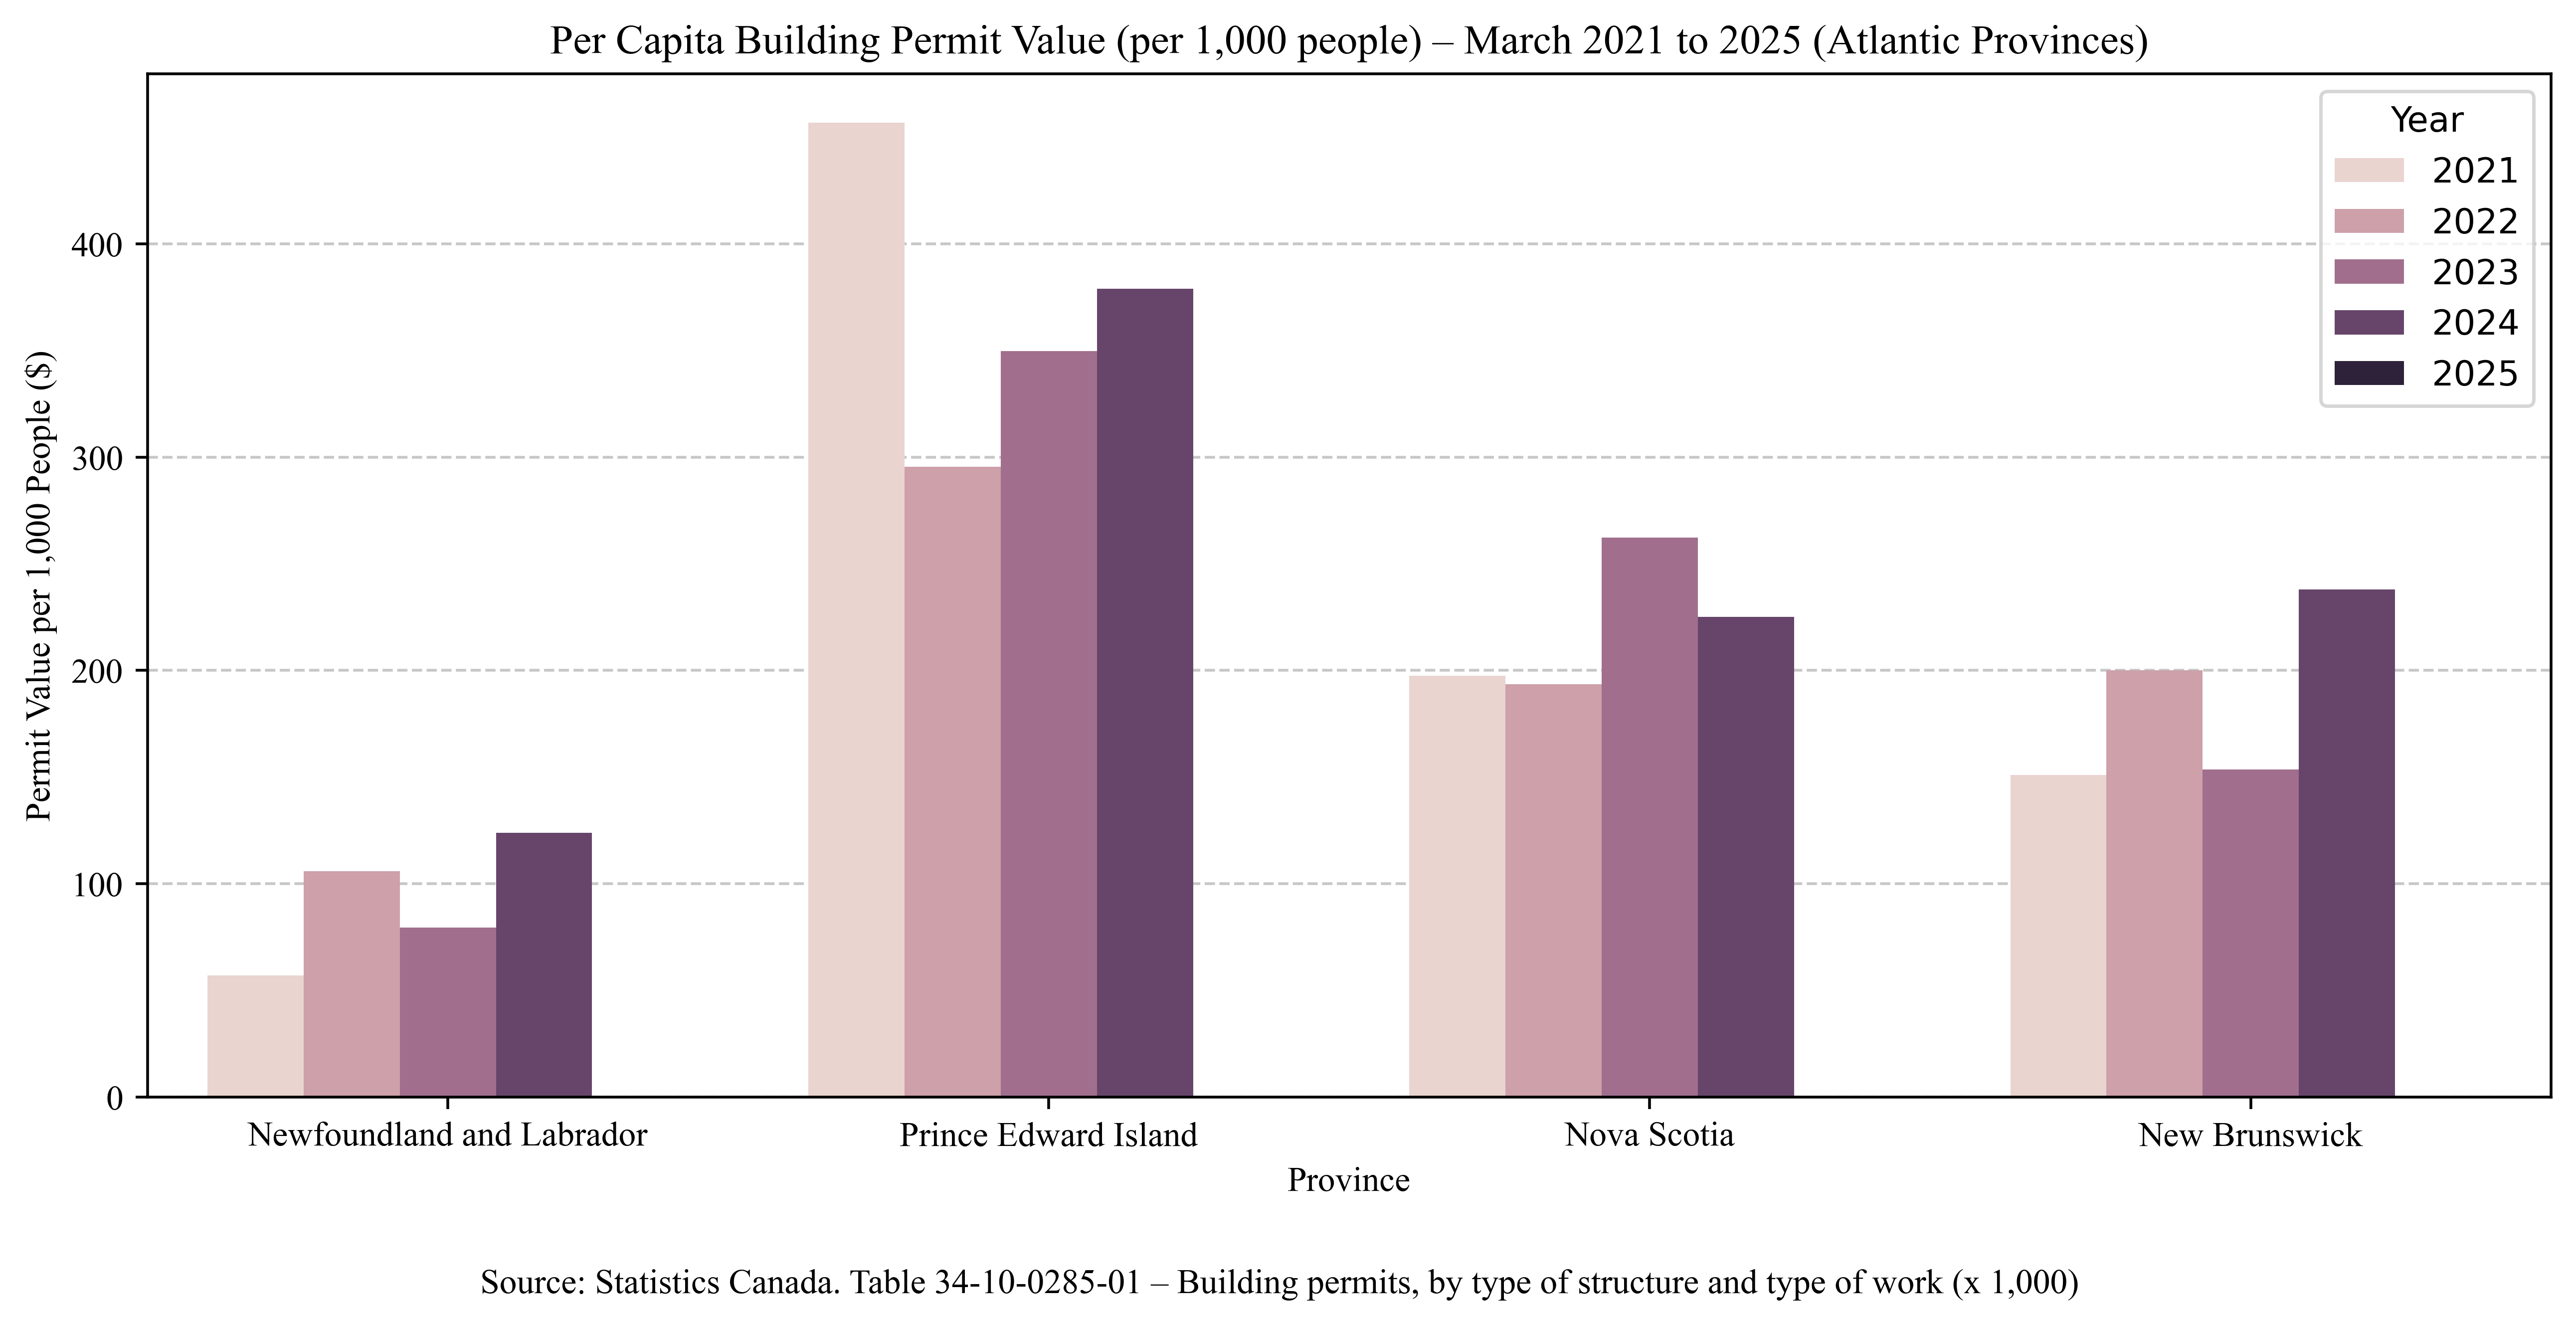 Per Capita Building Permit Value (per 1,000 people) – March 2021 to 2025 (Atlantic Provinces)
Year
2021
2022
2023
2024
2025
Permit Value per 1,000 People ($)
400
300
200
100
0
Newfoundland and Labrador
Prince Edward Island
Nova Scotia
New Brunswick
Province
Source: Statistics Canada. Table 34-10-0285-01 – Building permits, by type of structure and type of work (x 1,000)